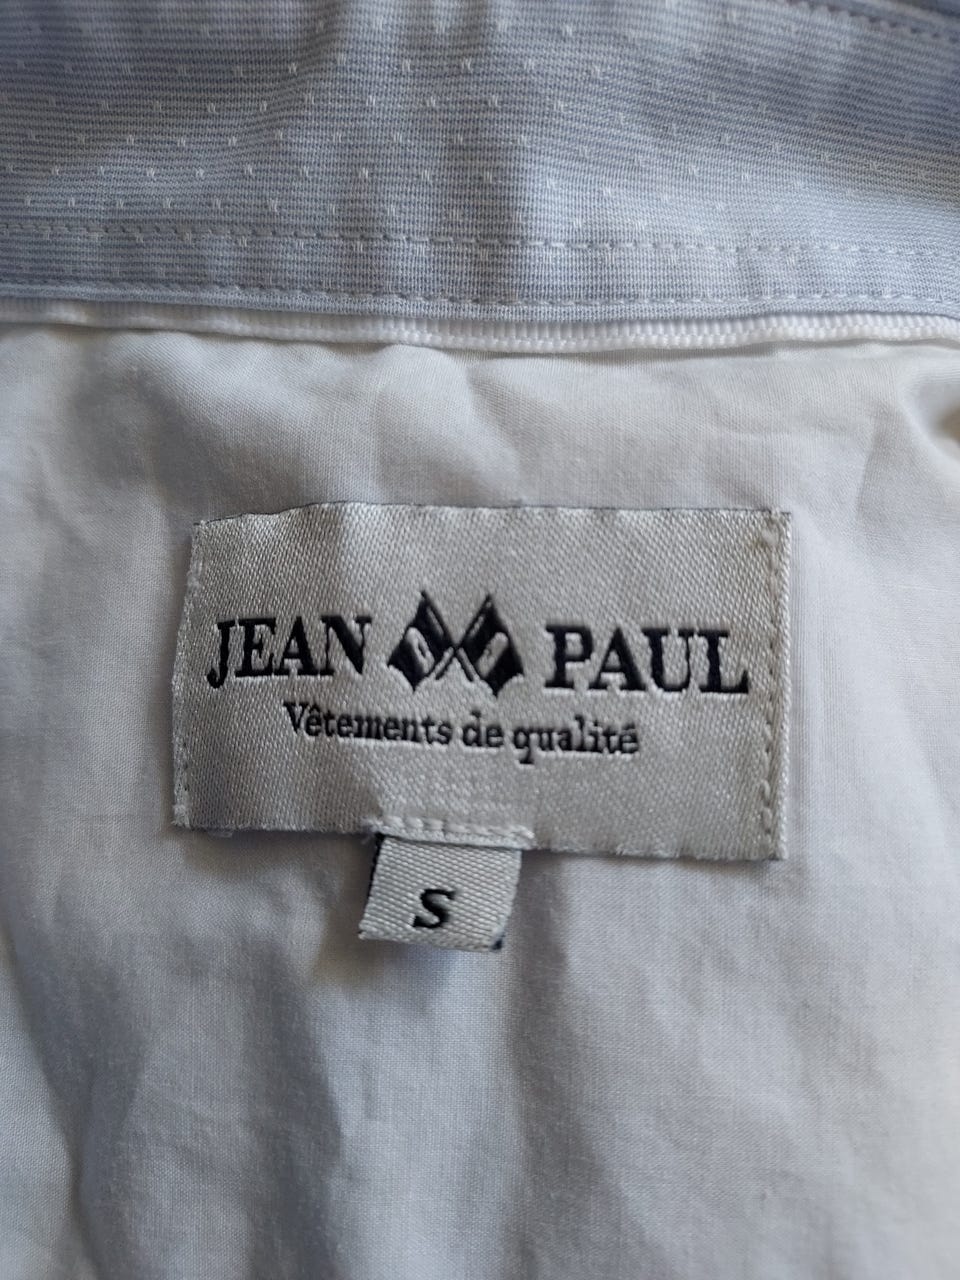 JEAN PAUL
Vêtements de qualité
S